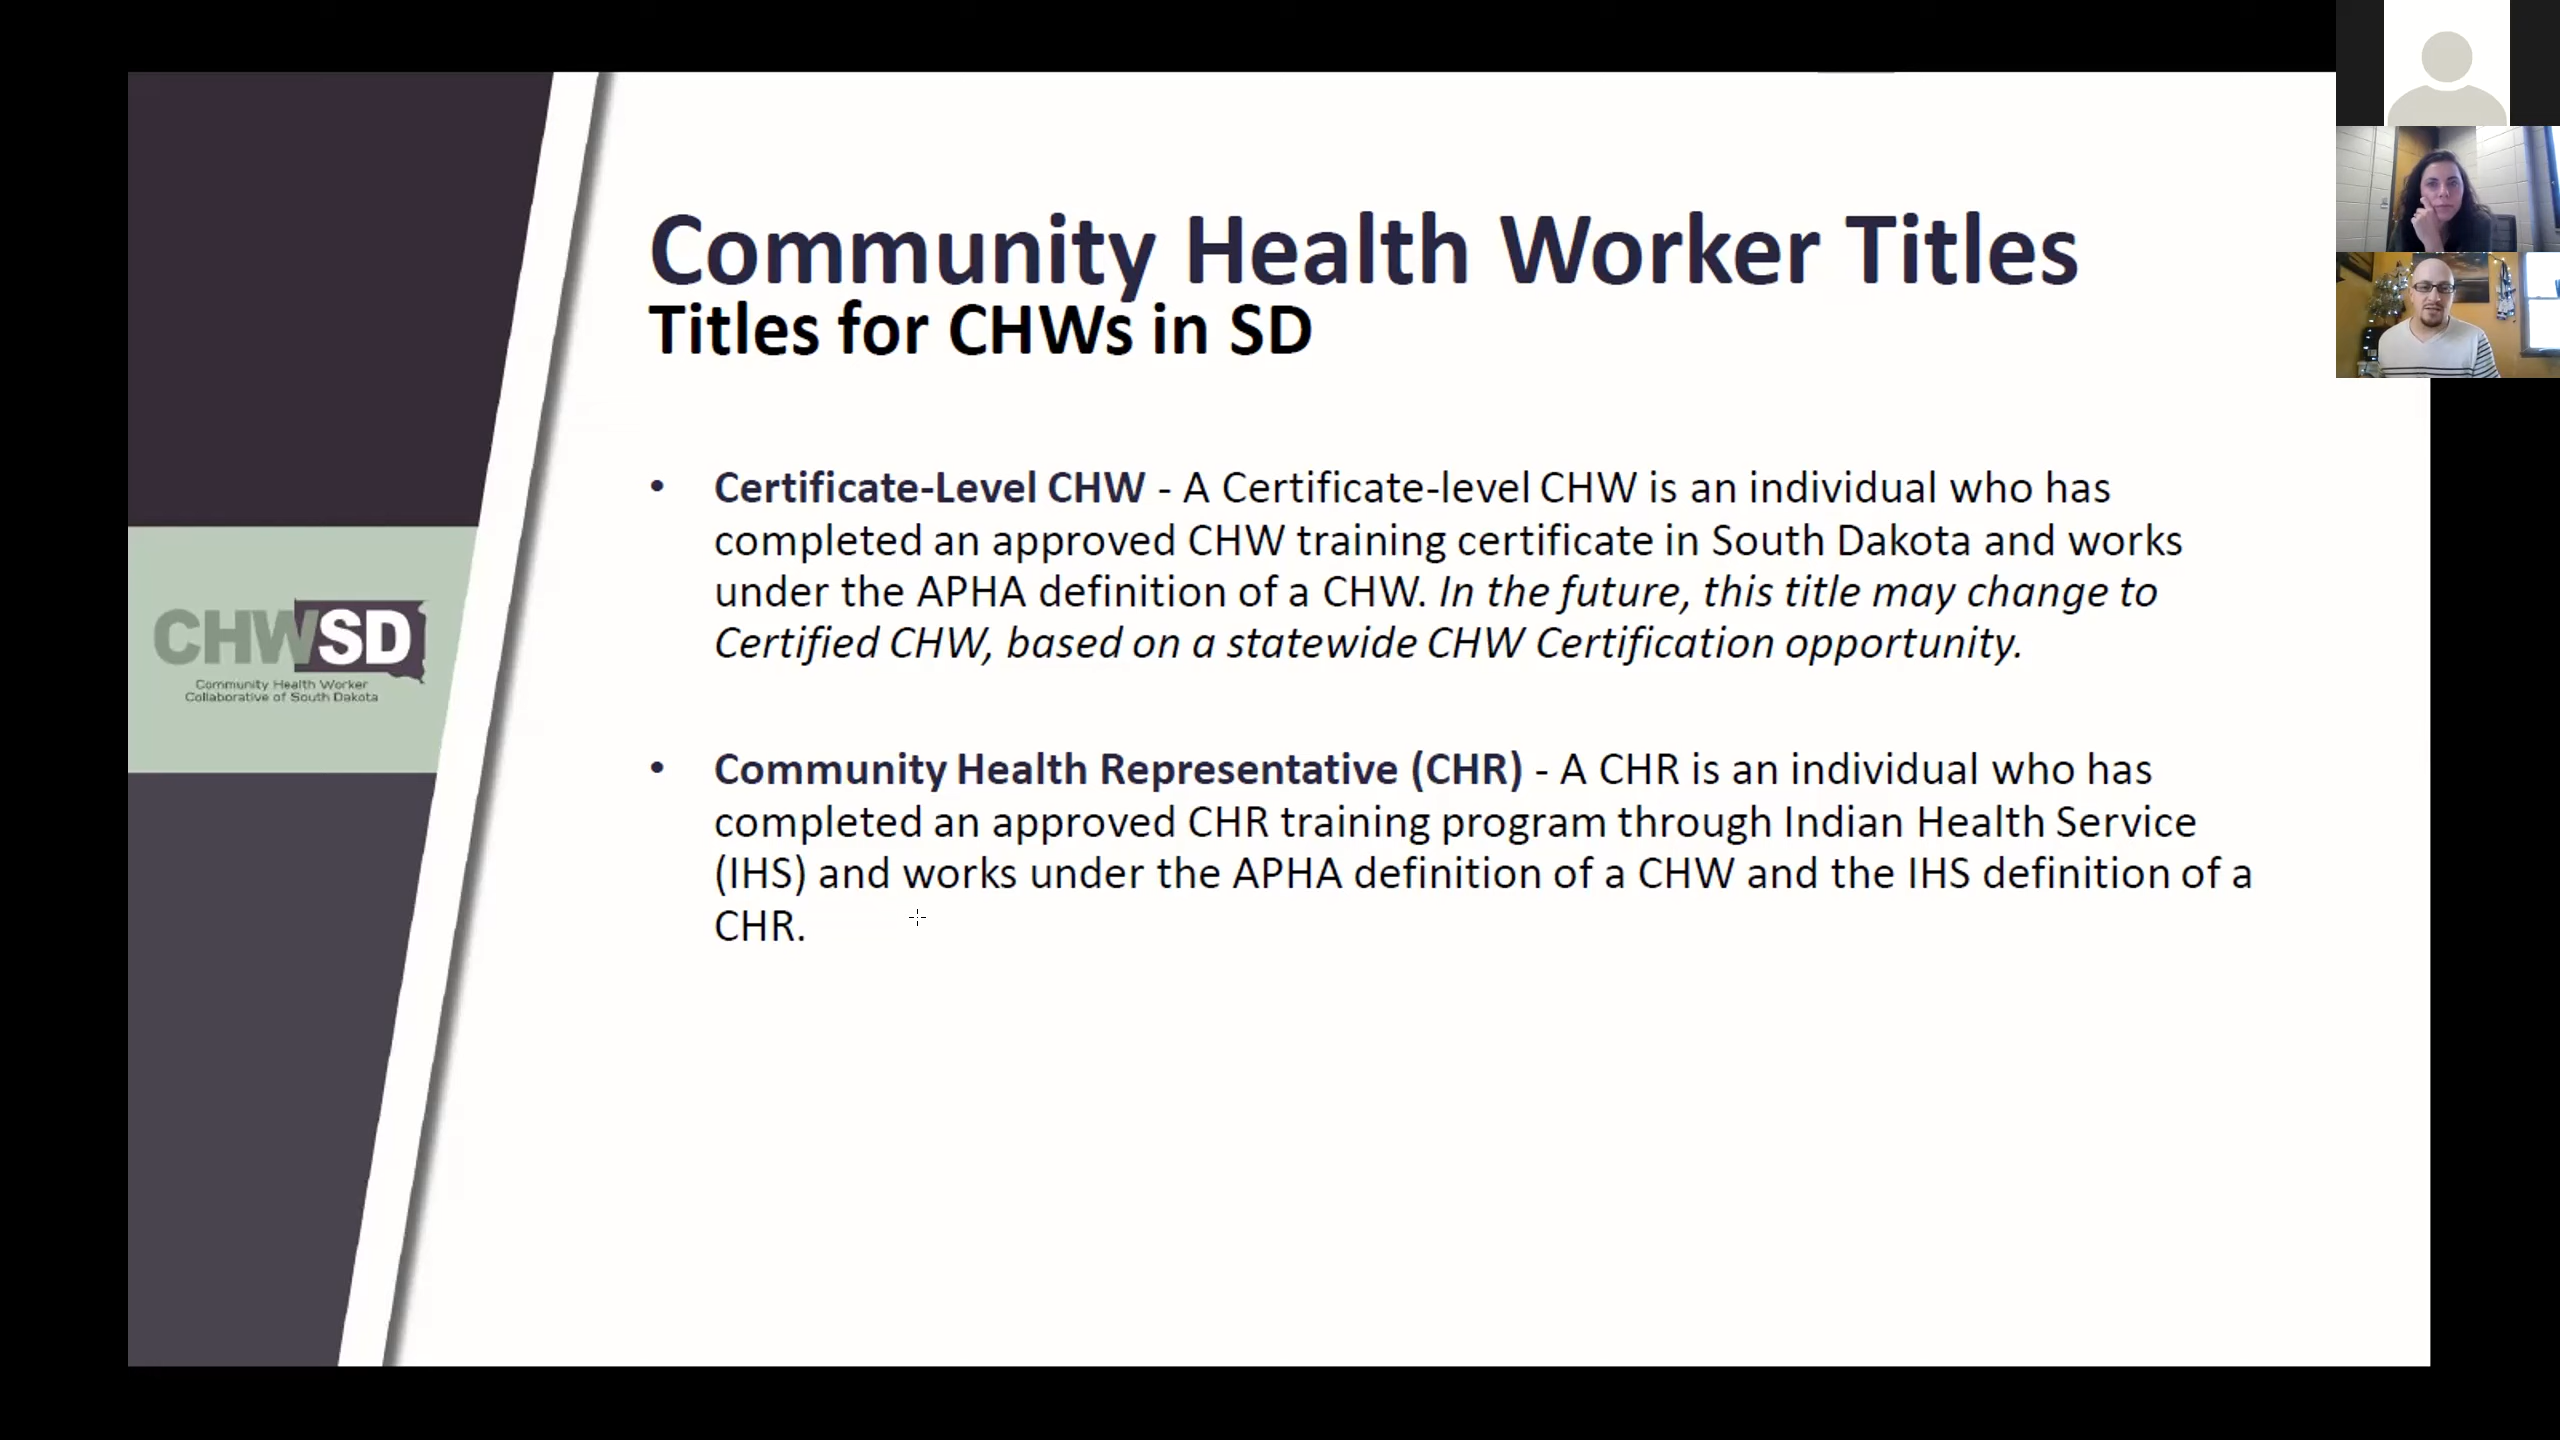 Community Health Worker Titles
Titles for CHWs in SD
• Certificate-Level CHW - A Certificate-level CHW is an individual who has
completed an approved CHW training certificate in South Dakota and works
under the APHA definition of a CHW. In the future, this title may change to
Certified CHW, based on a statewide CHW Certification opportunity.
• Community Health Representative (CHR) - A CHR is an individual who has
completed an approved CHR training program through Indian Health Service
(IHS) and works under the APHA definition of a CHW and the IHS definition of a
CHR.
CHWSD
Community Health Worker
Collaborative of South Dakota